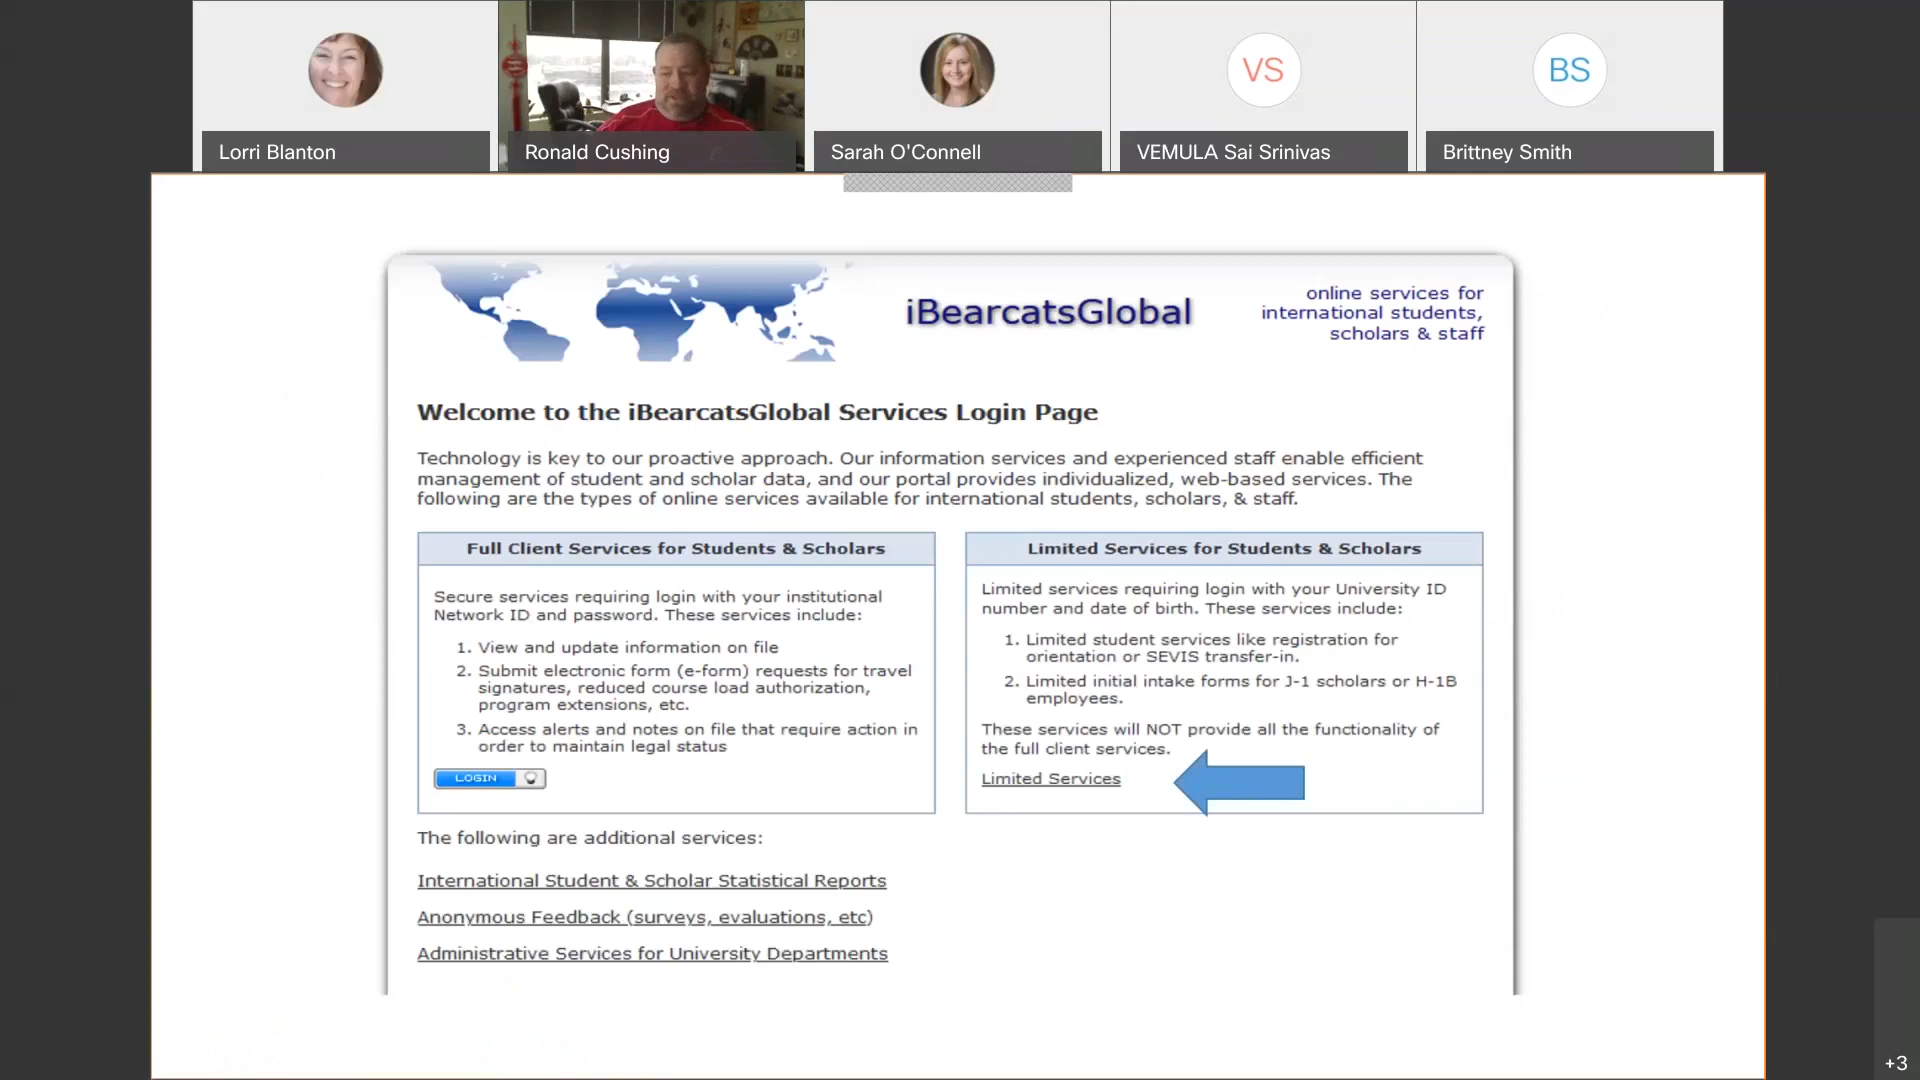 Lorri Blanton
Ronald Cushing
Sarah O'Connell
VS
VEMULA Sai Srinivas
BS
Brittney Smith
iBearcatsGlobal
online services for
international students,
scholars & staff
Welcome to the iBearcatsGlobal Services Login Page
Technology is key to our proactive approach. Our information services and experienced staff enable efficient
management of student and scholar data, and our portal provides individualized, web-based services. The
following are the types of online services available for international students, scholars, & staff.
Full Client Services for Students & Scholars
Secure services requiring login with your institutional
Network ID and password. These services include:
1. View and update information on file
2. Submit electronic form (e-form) requests for travel
signatures, reduced course load authorization,
program extensions, etc.
3. Access alerts and notes on file that require action in
order to maintain legal status
LOGIN
Limited Services for Students & Scholars
Limited services requiring login with your University ID
number and date of birth. These services include:
1. Limited student services like registration for
orientation or SEVIS transfer-in.
2. Limited initial intake forms for J-1 scholars or H-1B
employees.
These services will NOT provide all the functionality of
the full client services.
Limited Services
The following are additional services:
International Student & Scholar Statistical Reports
Anonymous Feedback (surveys, evaluations, etc)
Administrative Services for University Departments
+3